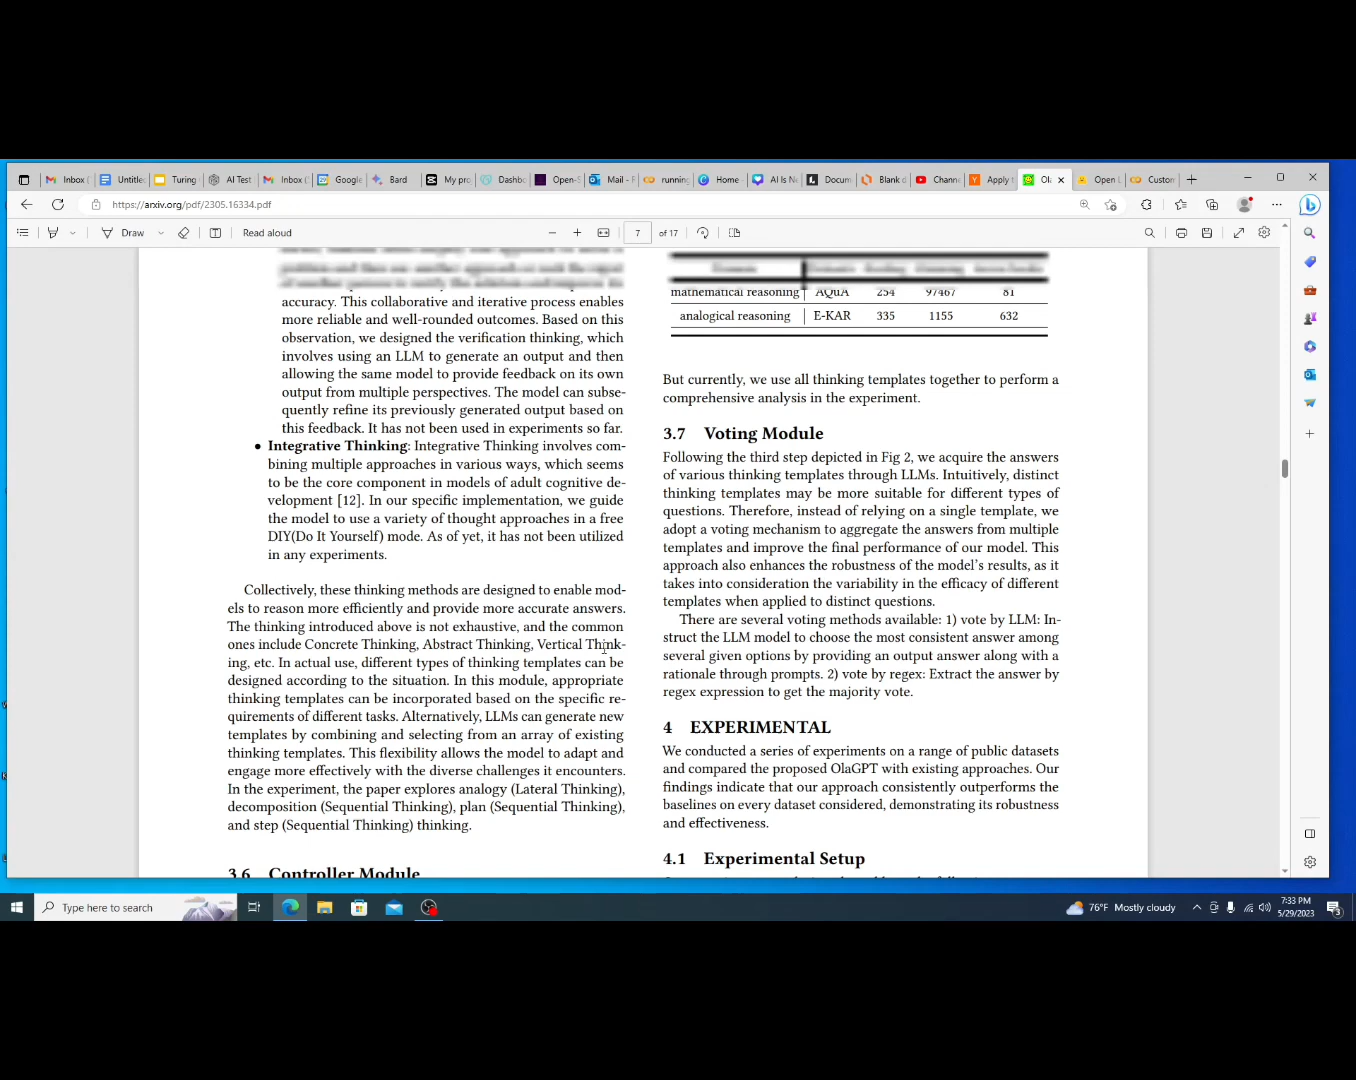 Inbox (
Untitle
Turing
AI Test
Inbox (
Google
Bard
My pro
Dashbo
Open-S
Mail - F
running
Home
AI Is N
Docum
Blank d
Chann
Apply t
Ola
Open L
Custom
https://arxiv.org/pdf/2305.16334.pdf
Draw
Read aloud
7 of 17
accuracy. This collaborative and iterative process enables
more reliable and well-rounded outcomes. Based on this
observation, we designed the verification thinking, which
involves using an LLM to generate an output and then
allowing the same model to provide feedback on its own
output from multiple perspectives. The model can subse-
quently refine its previously generated output based on
this feedback. It has not been used in experiments so far.
• Integrative Thinking: Integrative Thinking involves com-
bining multiple approaches in various ways, which seems
to be the core component in models of adult cognitive de-
velopment [12]. In our specific implementation, we guide
the model to use a variety of thought approaches in a free
DIY(Do It Yourself) mode. As of yet, it has not been utilized
in any experiments.
Collectively, these thinking methods are designed to enable mod-
els to reason more efficiently and provide more accurate answers.
The thinking introduced above is not exhaustive, and the common
ones include Concrete Thinking, Abstract Thinking, Vertical Think-
ing, etc. In actual use, different types of thinking templates can be
designed according to the situation. In this module, appropriate
thinking templates can be incorporated based on the specific re-
quirements of different tasks. Alternatively, LLMs can generate new
templates by combining and selecting from an array of existing
thinking templates. This flexibility allows the model to adapt and
engage more effectively with the diverse challenges it encounters.
In the experiment, the paper explores analogy (Lateral Thinking),
decomposition (Sequential Thinking), plan (Sequential Thinking),
and step (Sequential Thinking) thinking.
3.6 Controller Module
mathematical reasoning AQuA 254 97467 81
analogical reasoning E-KAR 335 1155 632
But currently, we use all thinking templates together to perform a
comprehensive analysis in the experiment.
3.7 Voting Module
Following the third step depicted in Fig 2, we acquire the answers
of various thinking templates through LLMs. Intuitively, distinct
thinking templates may be more suitable for different types of
questions. Therefore, instead of relying on a single template, we
adopt a voting mechanism to aggregate the answers from multiple
templates and improve the final performance of our model. This
approach also enhances the robustness of the model's results, as it
takes into consideration the variability in the efficacy of different
templates when applied to distinct questions.
There are several voting methods available: 1) vote by LLM: In-
struct the LLM model to choose the most consistent answer among
several given options by providing an output answer along with a
rationale through prompts. 2) vote by regex: Extract the answer by
regex expression to get the majority vote.
4 EXPERIMENTAL
We conducted a series of experiments on a range of public datasets
and compared the proposed OlaGPT with existing approaches. Our
findings indicate that our approach consistently outperforms the
baselines on every dataset considered, demonstrating its robustness
and effectiveness.
4.1 Experimental Setup
Type here to search
76°F Mostly cloudy
7:33 PM
5/29/2023
3